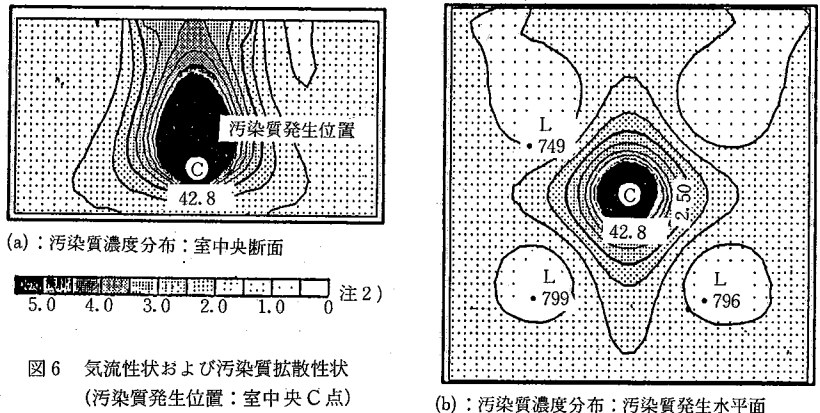 汚染質発生位置
C
42.8
(a)：汚染質濃度分布：室中央断面
5.0 4.0 3.0 2.0 1.0 0 注2)
図6 気流性状および汚染質拡散性状
(汚染質発生位置：室中央C点)
L
749
C
2.50
42.8
L
799
L
796
(b)：汚染質濃度分布：汚染質発生水平面